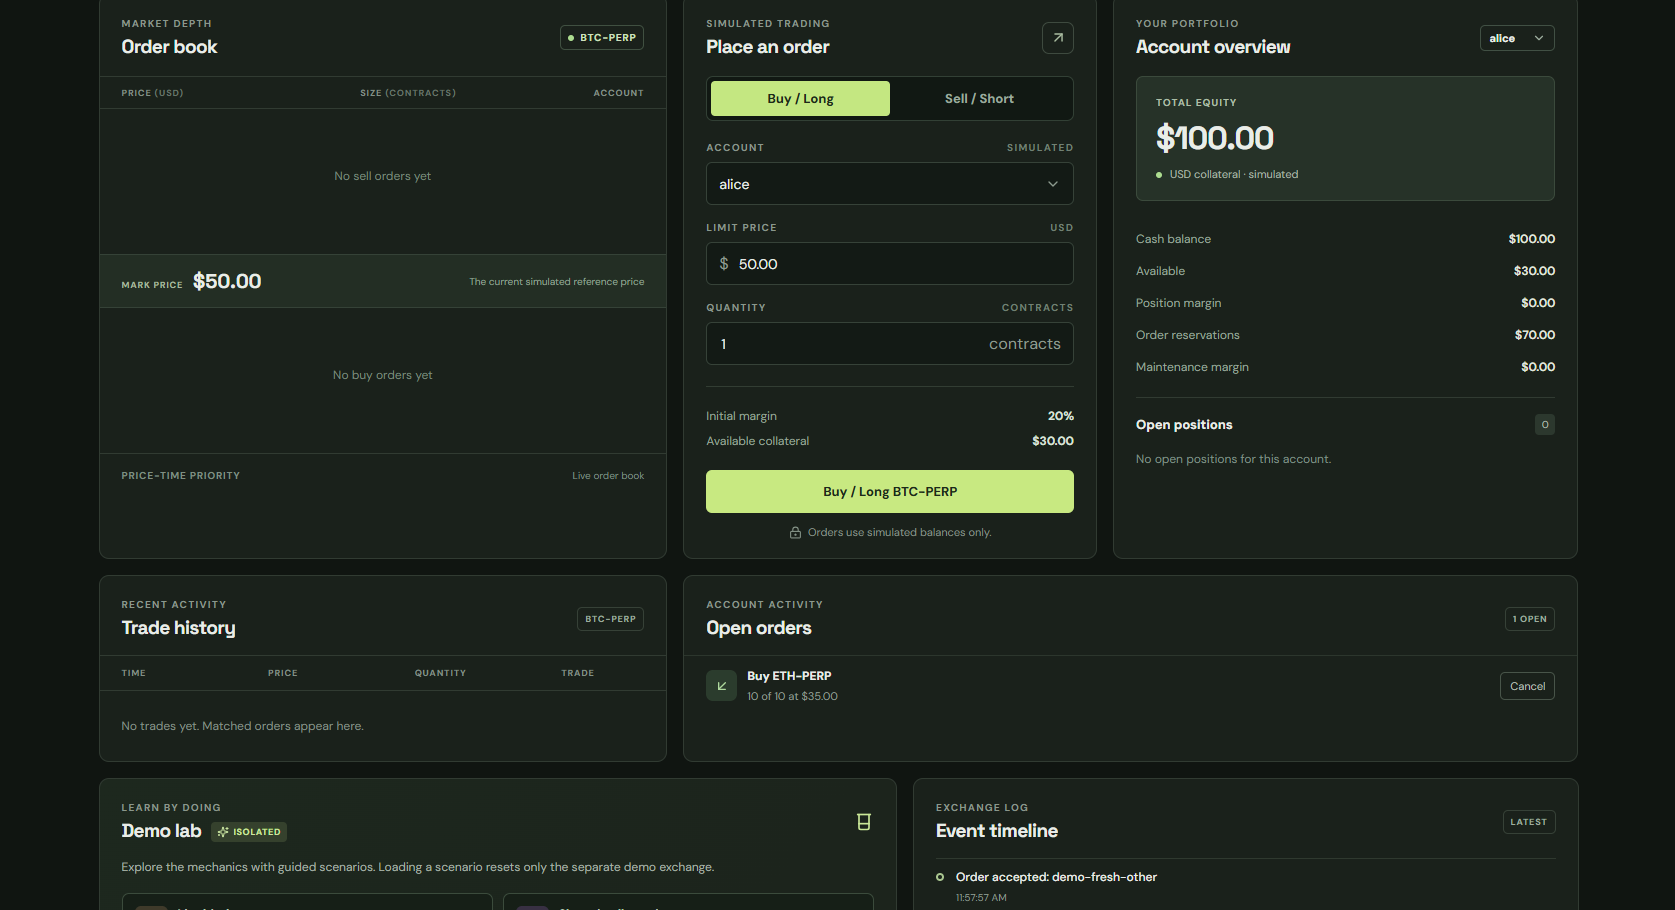 MARKET DEPTH
Order book
BTC-PERP
PRICE (USD)
SIZE (CONTRACTS)
ACCOUNT
No sell orders yet
MARK PRICE $50.00
The current simulated reference price
No buy orders yet
PRICE-TIME PRIORITY
Live order book
SIMULATED TRADING
Place an order
Buy / Long
Sell / Short
ACCOUNT
SIMULATED
alice
LIMIT PRICE
USD
$ 50.00
QUANTITY
CONTRACTS
1
contracts
Initial margin
20%
Available collateral
$30.00
Buy / Long BTC-PERP
Orders use simulated balances only.
YOUR PORTFOLIO
Account overview
alice
TOTAL EQUITY
$100.00
USD collateral · simulated
Cash balance
$100.00
Available
$30.00
Position margin
$0.00
Order reservations
$70.00
Maintenance margin
$0.00
Open positions
0
No open positions for this account.
RECENT ACTIVITY
Trade history
BTC-PERP
TIME
PRICE
QUANTITY
TRADE
No trades yet. Matched orders appear here.
ACCOUNT ACTIVITY
Open orders
1 OPEN
Buy ETH-PERP
10 of 10 at $35.00
Cancel
LEARN BY DOING
Demo lab
ISOLATED
Explore the mechanics with guided scenarios. Loading a scenario resets only the separate demo exchange.
EXCHANGE LOG
Event timeline
LATEST
Order accepted: demo-fresh-other
11:57:57 AM